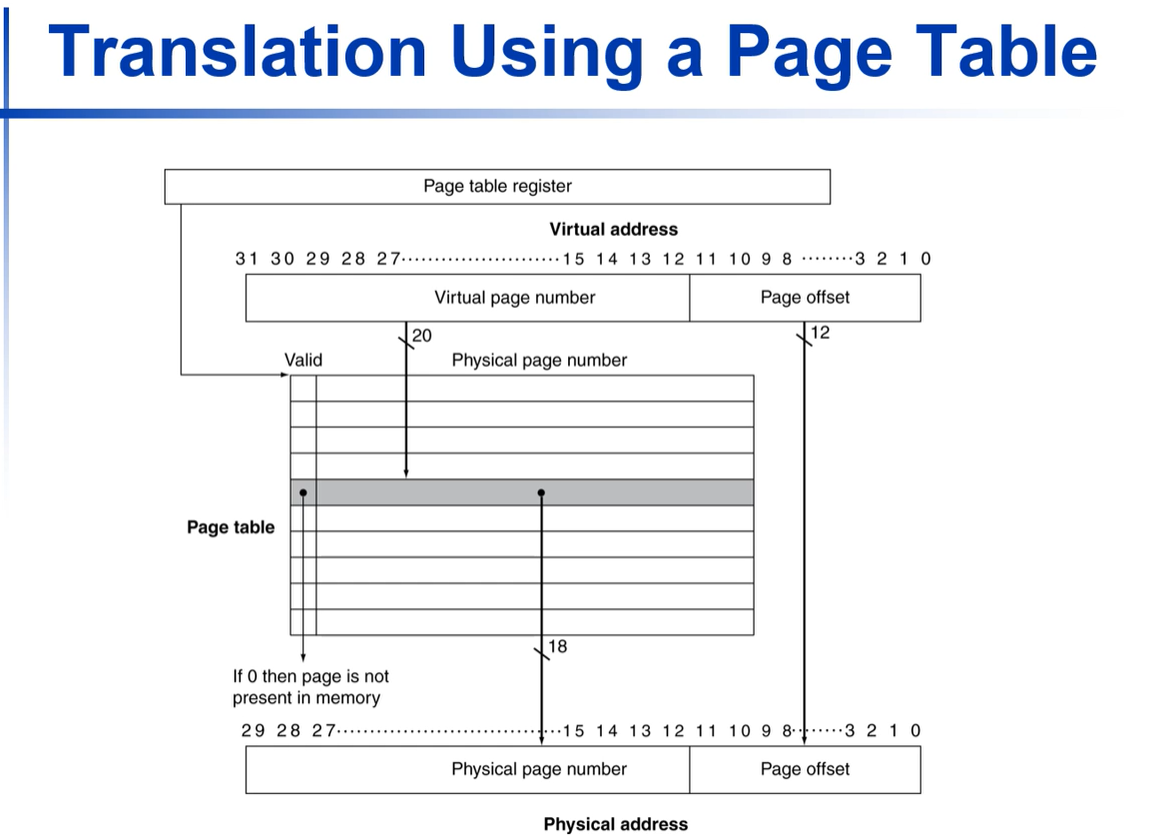 Translation Using a Page Table
Page table register
Virtual address
31 30 29 28 27························15 14 13 12 11 10 9 8 ········3 2 1 0
Virtual page number Page offset
20 12
Valid Physical page number
Page table
18
If 0 then page is not
present in memory
29 28 27··································15 14 13 12 11 10 9 8········3 2 1 0
Physical page number Page offset
Physical address